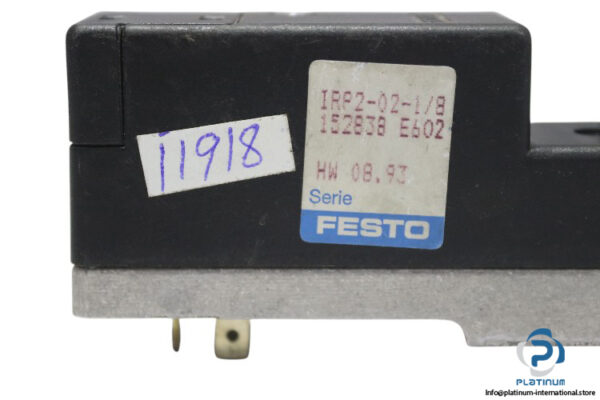 IRP2-02-1/8
152838 E602
HW 08.93
Serie
FESTO
11918
PLATINUM
Info@platinum-international.store